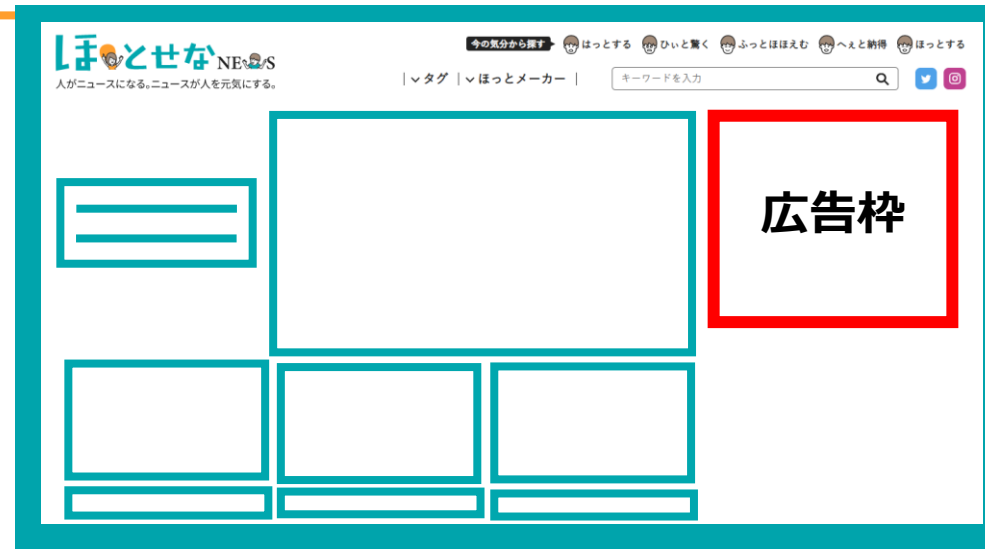 ほっとせなNEWS
人がニュースになる。ニュースが人を元気にする。
今の気分から探す はっとする ひぃと驚く ふっとほほえむ へぇと納得 ほっとする
タグ ほっとメーカー キーワードを入力
広告枠